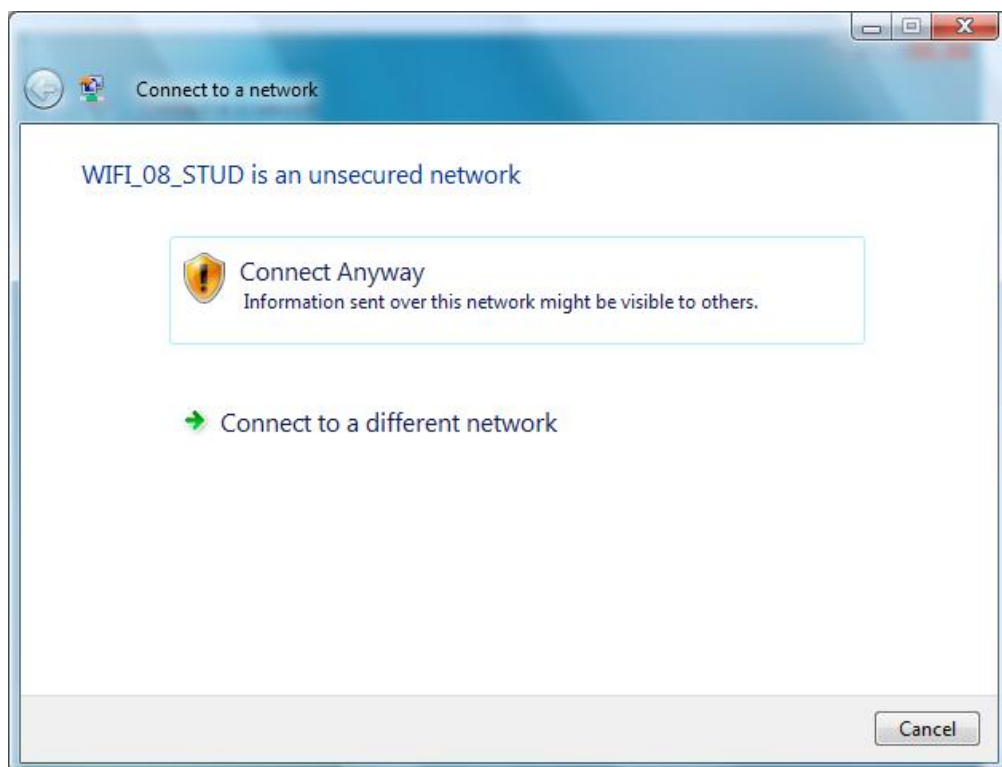 Connect to a network
WIFI_08_STUD is an unsecured network
Connect Anyway
Information sent over this network might be visible to others.
Connect to a different network
Cancel